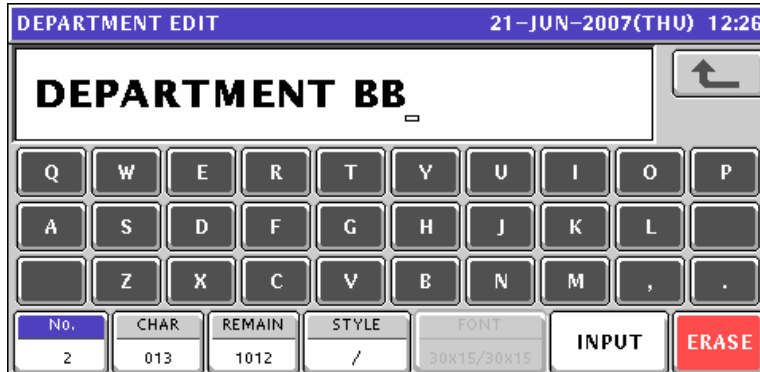 DEPARTMENT EDIT 21-JUN-2007(THU) 12:26
DEPARTMENT BB
Q W E R T Y U I O P
A S D F G H J K L
Z X C V B N M , .
No. CHAR REMAIN STYLE FONT INPUT ERASE
2 013 1012 / 30x15/30x15